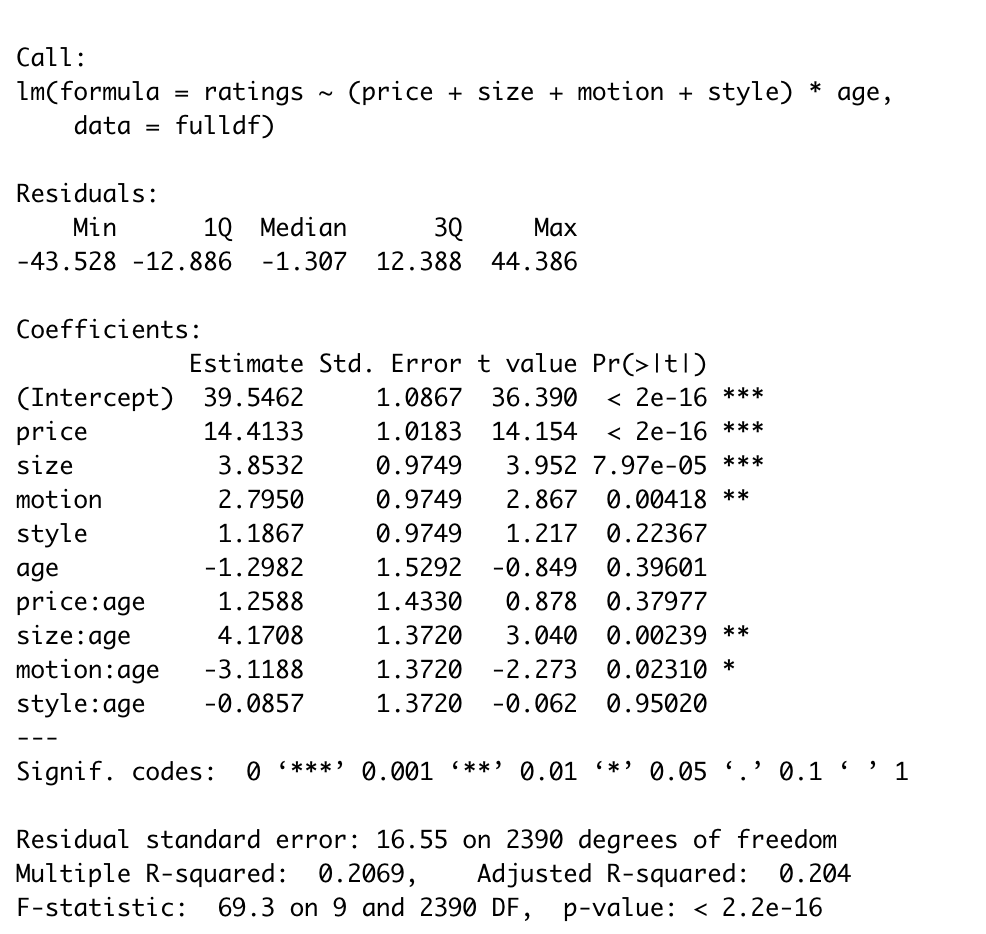 Call:
lm(formula = ratings ~ (price + size + motion + style) * age,
    data = fulldf)

Residuals:
    Min      1Q  Median      3Q     Max
-43.528 -12.886  -1.307  12.388  44.386

Coefficients:
            Estimate Std. Error t value Pr(>|t|)
(Intercept)  39.5462     1.0867  36.390  < 2e-16 ***
price        14.4133     1.0183  14.154  < 2e-16 ***
size          3.8532     0.9749   3.952 7.97e-05 ***
motion        2.7950     0.9749   2.867  0.00418 **
style         1.1867     0.9749   1.217  0.22367
age          -1.2982     1.5292  -0.849  0.39601
price:age     1.2588     1.4330   0.878  0.37977
size:age      4.1708     1.3720   3.040  0.00239 **
motion:age   -3.1188     1.3720  -2.273  0.02310 *
style:age    -0.0857     1.3720  -0.062  0.95020
---
Signif. codes:  0 ‘***’ 0.001 ‘**’ 0.01 ‘*’ 0.05 ‘.’ 0.1 ‘ ’ 1

Residual standard error: 16.55 on 2390 degrees of freedom
Multiple R-squared:  0.2069,    Adjusted R-squared:  0.204
F-statistic:  69.3 on 9 and 2390 DF,  p-value: < 2.2e-16